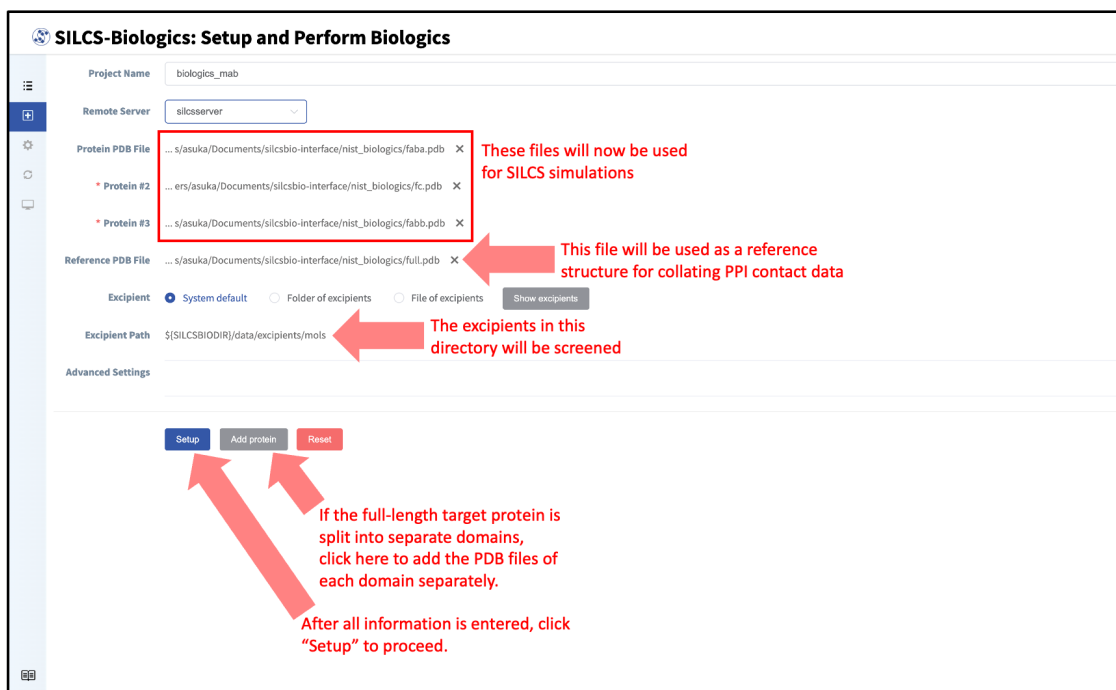 SILCS-Biologics: Setup and Perform Biologics
Project Name biologics_mab
Remote Server silcsserver
Protein PDB File ... s/asuka/Documents/silcsbio-interface/nist_biologics/faba.pdb ✕
These files will now be used
for SILCS simulations
* Protein #2 ... ers/asuka/Documents/silcsbio-interface/nist_biologics/fc.pdb ✕
* Protein #3 ... s/asuka/Documents/silcsbio-interface/nist_biologics/fabb.pdb ✕
Reference PDB File ... s/asuka/Documents/silcsbio-interface/nist_biologics/full.pdb ✕
This file will be used as a reference
structure for collating PPI contact data
Excipient System default Folder of excipients File of excipients Show excipients
Excipient Path ${SILCSBIODIR}/data/excipients/mols
The excipients in this
directory will be screened
Advanced Settings
Setup Add protein Reset
If the full-length target protein is
split into separate domains,
click here to add the PDB files of
each domain separately.
After all information is entered, click
“Setup” to proceed.